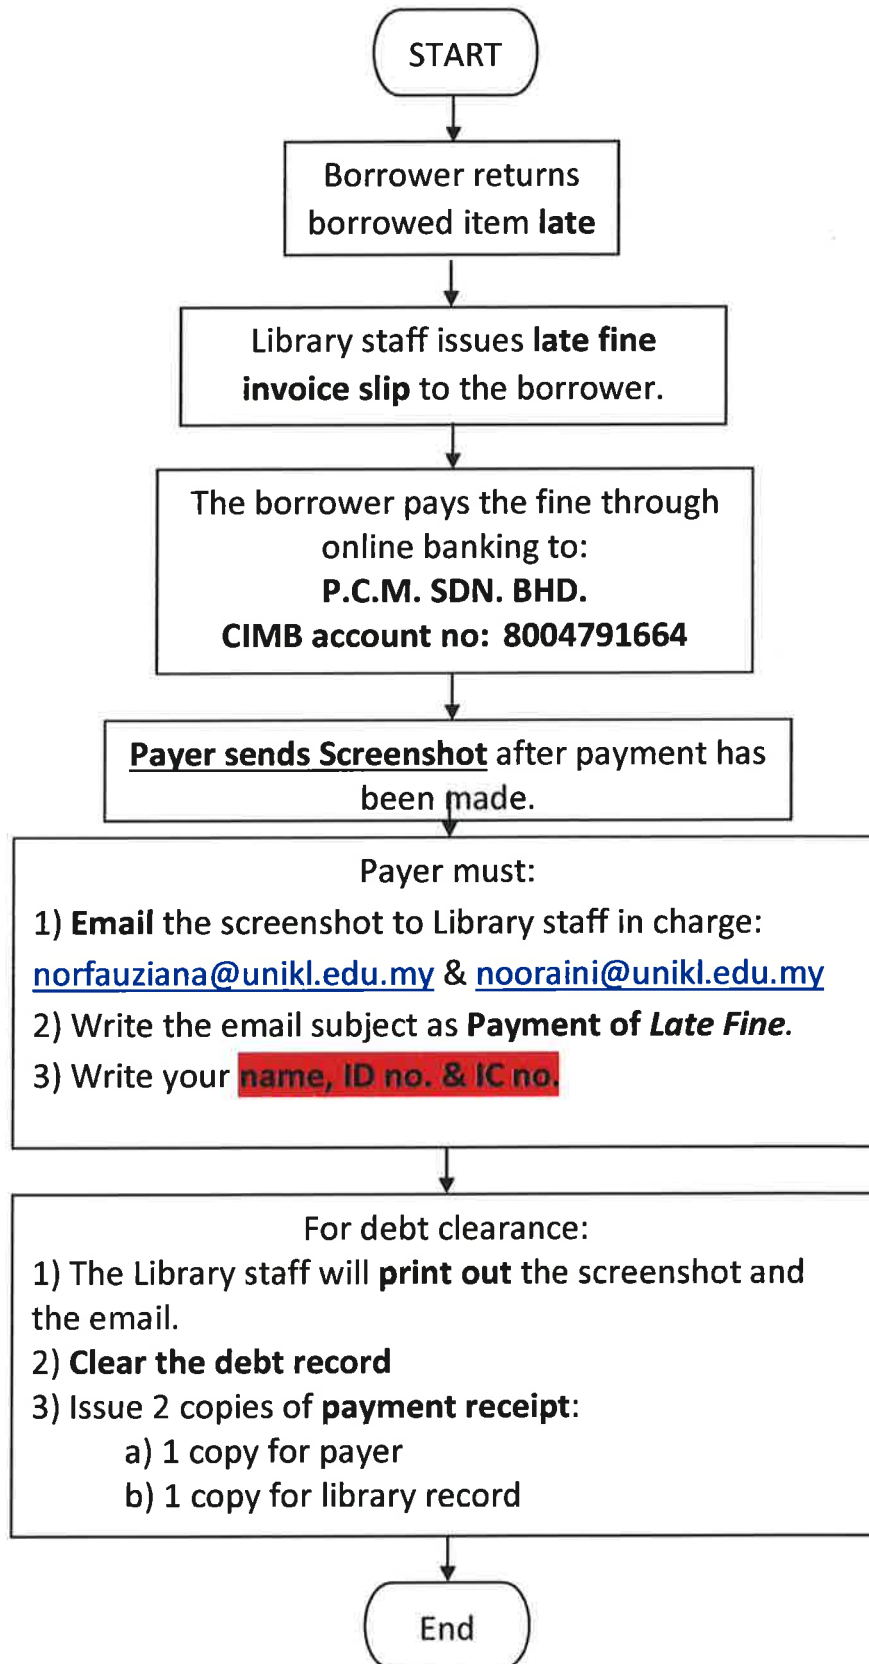 START
Borrower returns
borrowed item late
Library staff issues late fine
invoice slip to the borrower.
The borrower pays the fine through
online banking to:
P.C.M. SDN. BHD.
CIMB account no: 8004791664
Payer sends Screenshot after payment has
been made.
Payer must:
1) Email the screenshot to Library staff in charge:
norfauziana@unikl.edu.my & nooraini@unikl.edu.my
2) Write the email subject as Payment of Late Fine.
3) Write your name, ID no. & IC no.
For debt clearance:
1) The Library staff will print out the screenshot and
the email.
2) Clear the debt record
3) Issue 2 copies of payment receipt:
a) 1 copy for payer
b) 1 copy for library record
End